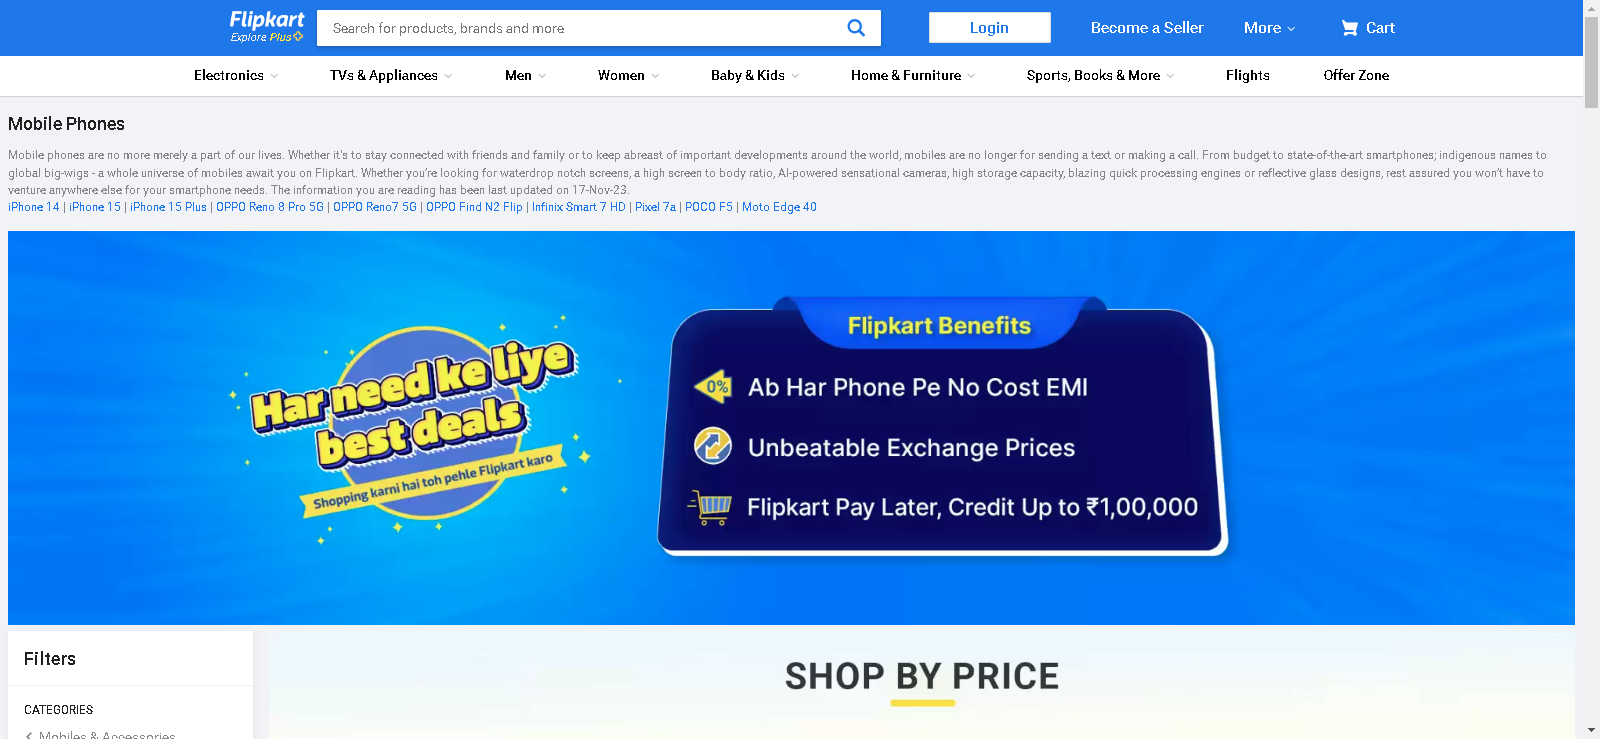 Flipkart
Explore Plus
Search for products, brands and more
Login
Become a Seller
More
Cart
Electronics
TVs & Appliances
Men
Women
Baby & Kids
Home & Furniture
Sports, Books & More
Flights
Offer Zone
Mobile Phones
Mobile phones are no more merely a part of our lives. Whether it's to stay connected with friends and family or to keep abreast of important developments around the world, mobiles are no longer for sending a text or making a call. From budget to state-of-the-art smartphones; indigenous names to
global big-wigs - a whole universe of mobiles await you on Flipkart. Whether you’re looking for waterdrop notch screens, a high screen to body ratio, AI-powered sensational cameras, high storage capacity, blazing quick processing engines or reflective glass designs, rest assured you won’t have to
venture anywhere else for your smartphone needs. The information you are reading has been last updated on 17-Nov-23.
iPhone 14 | iPhone 15 | iPhone 15 Plus | OPPO Reno 8 Pro 5G | OPPO Reno7 5G | OPPO Find N2 Flip | Infinix Smart 7 HD | Pixel 7a | POCO F5 | Moto Edge 40
Har need ke liye
best deals
Shopping karni hai toh pehle Flipkart karo
Flipkart Benefits
0% Ab Har Phone Pe No Cost EMI
Unbeatable Exchange Prices
Flipkart Pay Later, Credit Up to ₹1,00,000
Filters
CATEGORIES
Mobiles & Accessories
SHOP BY PRICE